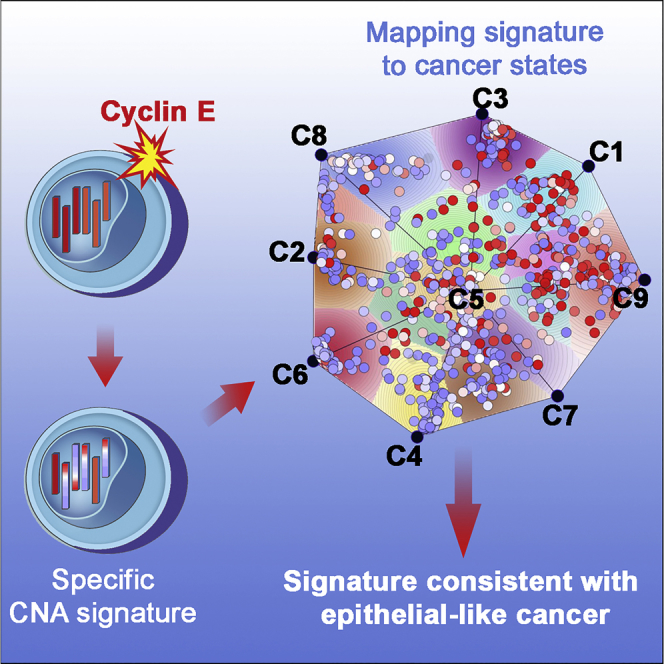 Mapping signature
to cancer states
Cyclin E
C3
C8
C1
C2
C5
C9
C6
C7
C4
Specific
CNA signature
Signature consistent with
epithelial-like cancer